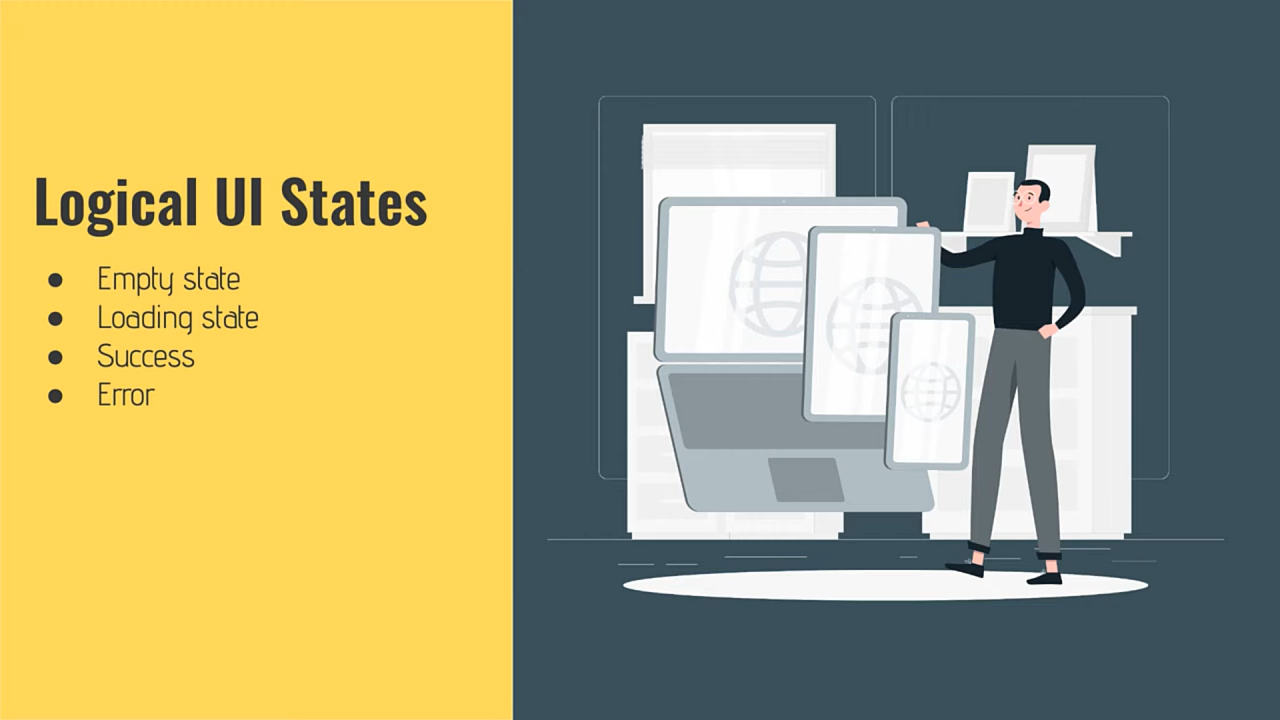 Logical UI States
● Empty state
● Loading state
● Success
● Error